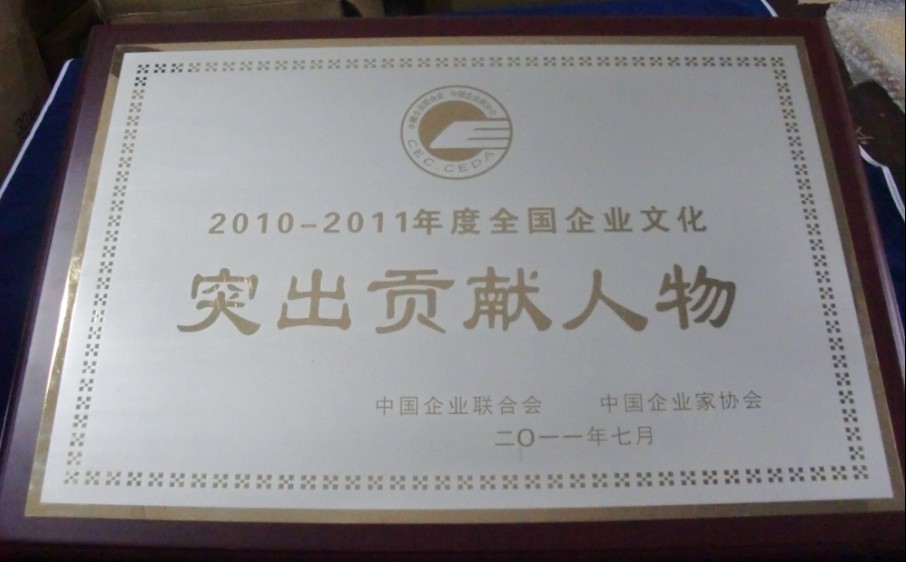 CEC·CEDA
2010-2011年度全国企业文化
突出贡献人物
中国企业联合会 中国企业家协会
二〇一一年七月